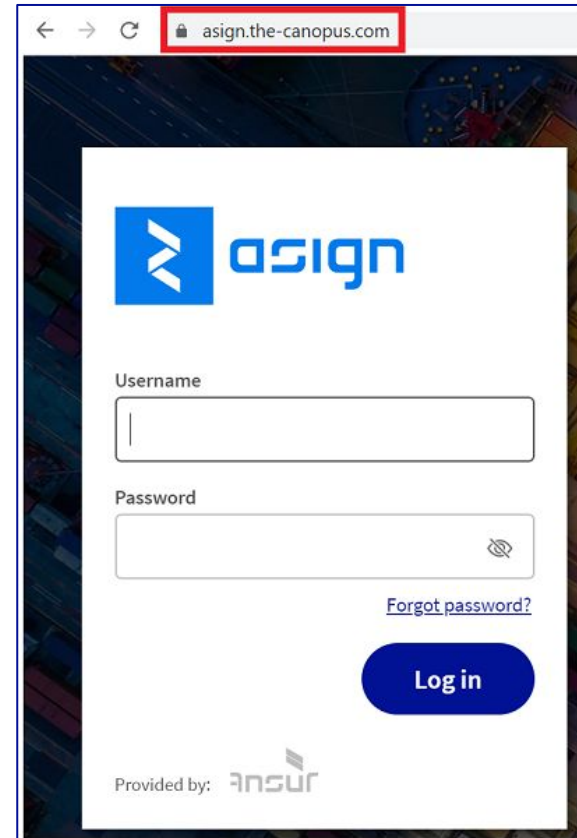 asign.the-canopus.com
asign
Username
Password
Forgot password?
Log in
Provided by: ansur